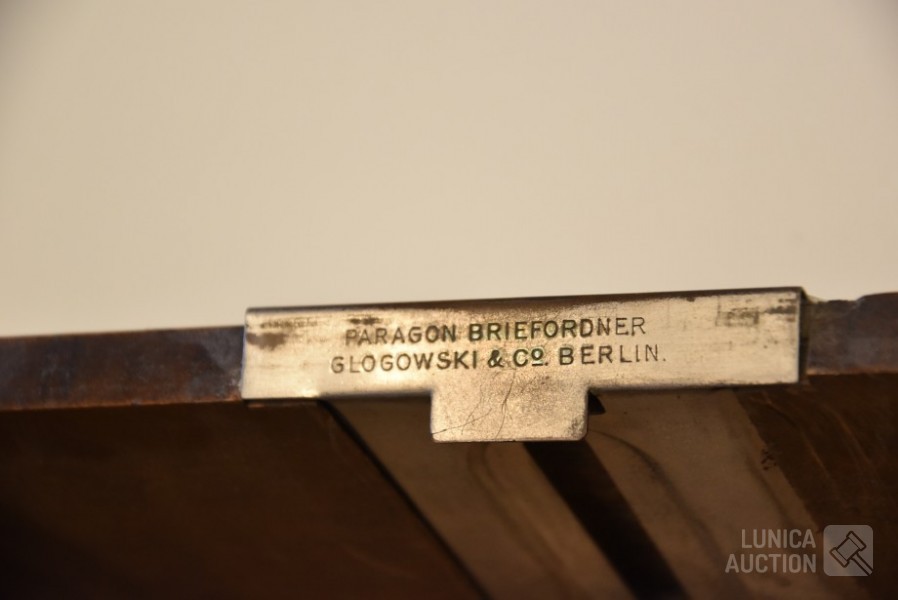 PARAGON BRIEFORDNER
GLOGOWSKI & Cº. BERLIN.
LUNICA
AUCTION